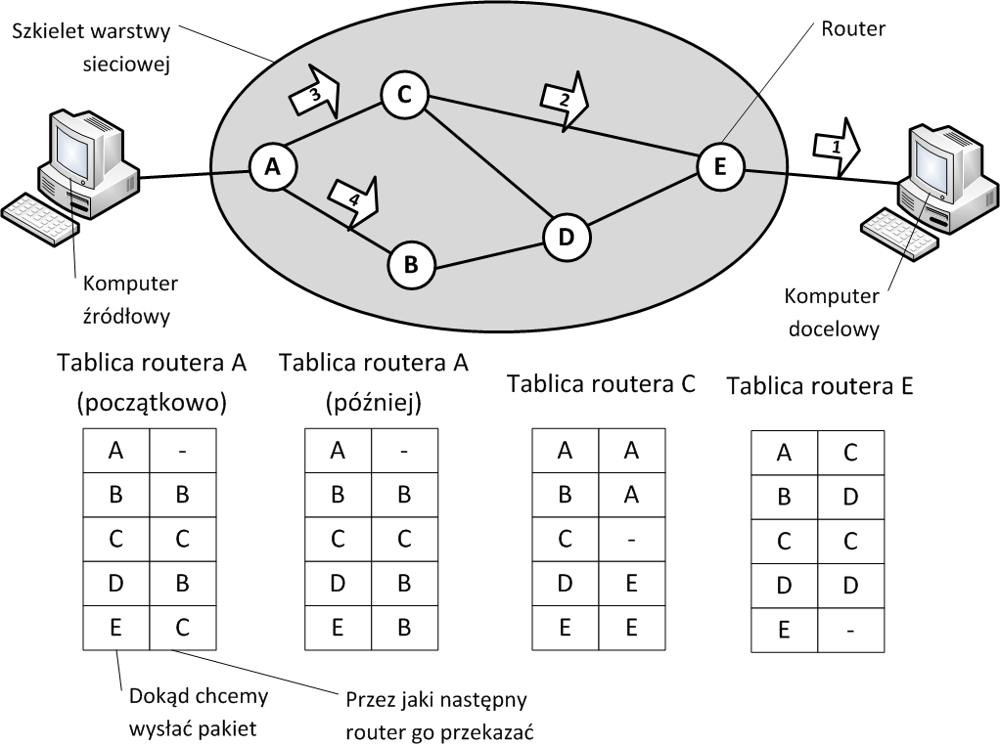 Szkielet warstwy
sieciowej
Router
3
C
2
1
A
E
4
D
B
Komputer
źródłowy
Komputer
docelowy
Tablica routera A
(początkowo)
A -
B B
C C
D B
E C
Tablica routera A
(później)
A -
B B
C C
D B
E B
Tablica routera C
A A
B A
C -
D E
E E
Tablica routera E
A C
B D
C C
D D
E -
Dokąd chcemy
wysłać pakiet
Przez jaki następny
router go przekazać